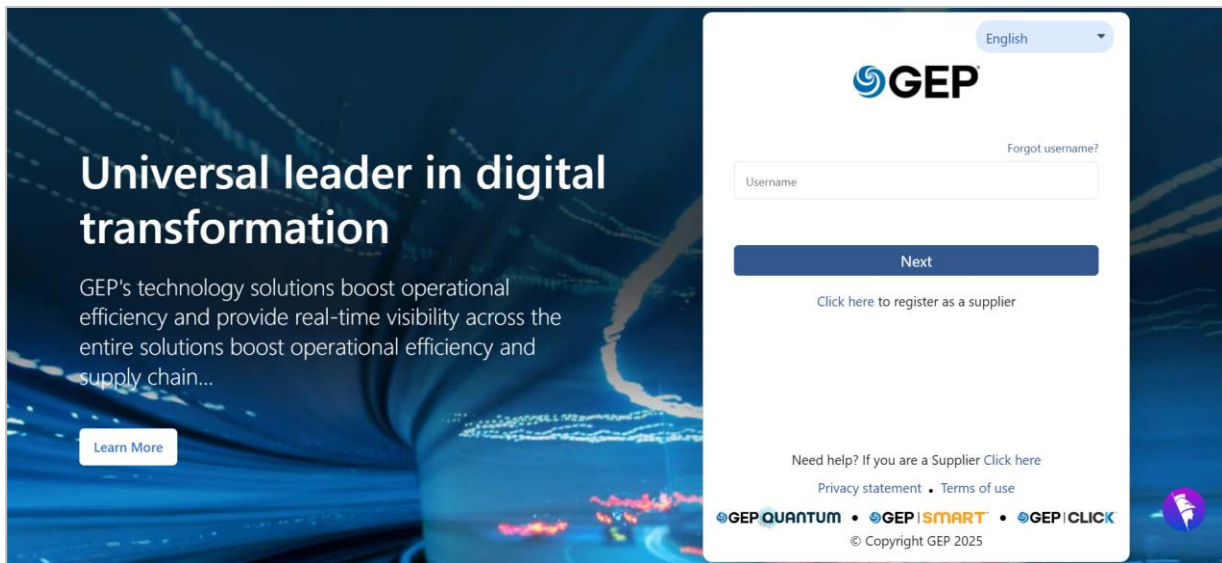 Universal leader in digital
transformation
GEP's technology solutions boost operational
efficiency and provide real-time visibility across the
entire solutions boost operational efficiency and
supply chain...
Learn More
English
GEP
Forgot username?
Username
Next
Click here to register as a supplier
Need help? If you are a Supplier Click here
Privacy statement • Terms of use
GEP QUANTUM • GEP | SMART • GEP | CLICK
© Copyright GEP 2025